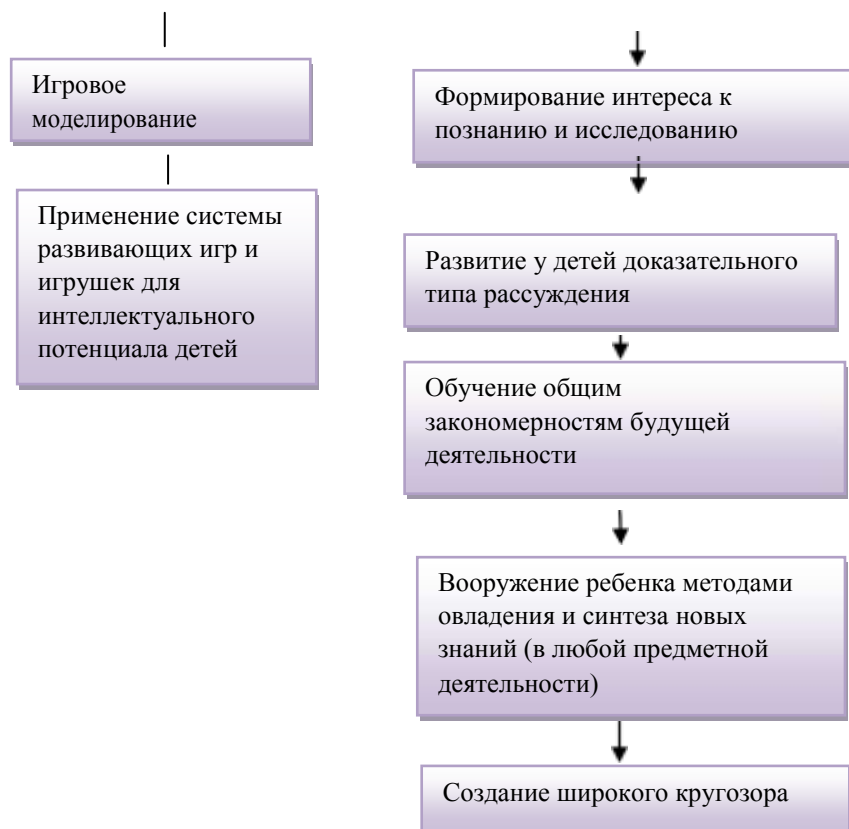 Игровое
моделирование
Применение системы
развивающих игр и
игрушек для
интеллектуального
потенциала детей
Формирование интереса к
познанию и исследованию
Развитие у детей доказательного
типа рассуждения
Обучение общим
закономерностям будущей
деятельности
Вооружение ребенка методами
овладения и синтеза новых
знаний (в любой предметной
деятельности)
Создание широкого кругозора